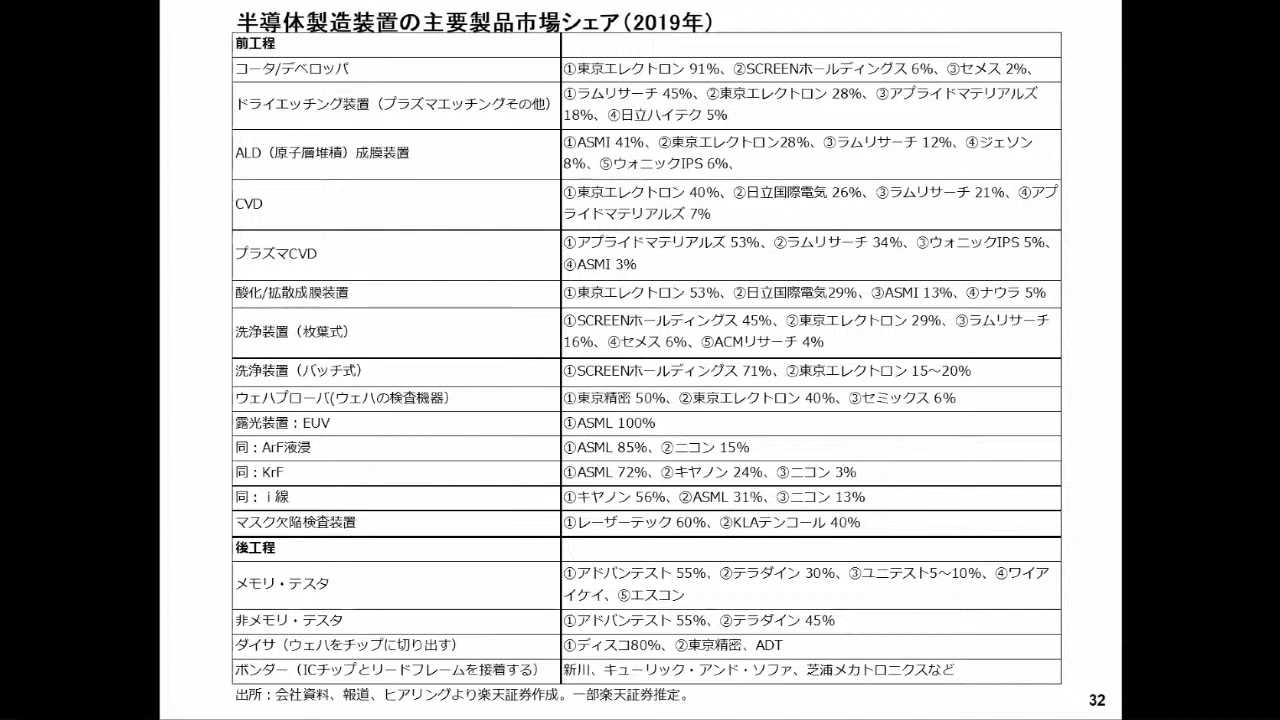 半導体製造装置の主要製品市場シェア（2019年）
前工程
コータ/デベロッパ
①東京エレクトロン 91%、②SCREENホールディングス 6%、③セメス 2%、
ドライエッチング装置（プラズマエッチングその他）
①ラムリサーチ 45%、②東京エレクトロン 28%、③アプライドマテリアルズ
18%、④日立ハイテク 5%
ALD（原子層堆積）成膜装置
①ASMI 41%、②東京エレクトロン28%、③ラムリサーチ 12%、④ジェソン
8%、⑤ウォニックIPS 6%、
CVD
①東京エレクトロン 40%、②日立国際電気 26%、③ラムリサーチ 21%、④アプ
ライドマテリアルズ 7%
プラズマCVD
①アプライドマテリアルズ 53%、②ラムリサーチ 34%、③ウォニックIPS 5%、
④ASMI 3%
酸化/拡散成膜装置
①東京エレクトロン 53%、②日立国際電気29%、③ASMI 13%、④ナウラ 5%
洗浄装置（枚葉式）
①SCREENホールディングス 45%、②東京エレクトロン 29%、③ラムリサーチ
16%、④セメス 6%、⑤ACMリサーチ 4%
洗浄装置（バッチ式）
①SCREENホールディングス 71%、②東京エレクトロン 15～20%
ウェハプローバ(ウェハの検査機器）
①東京精密 50%、②東京エレクトロン 40%、③セミックス 6%
露光装置：EUV
①ASML 100%
同：ArF液浸
①ASML 85%、②ニコン 15%
同：KrF
①ASML 72%、②キヤノン 24%、③ニコン 3%
同：ｉ線
①キヤノン 56%、②ASML 31%、③ニコン 13%
マスク欠陥検査装置
①レーザーテック 60%、②KLAテンコール 40%
後工程
メモリ・テスタ
①アドバンテスト 55%、②テラダイン 30%、③ユニテスト5～10%、④ワイア
イケイ、⑤エスコン
非メモリ・テスタ
①アドバンテスト 55%、②テラダイン 45%
ダイサ（ウェハをチップに切り出す）
①ディスコ80%、②東京精密、ADT
ボンダー（ICチップとリードフレームを接着する）
新川、キューリック・アンド・ソファ、芝浦メカトロニクスなど
出所：会社資料、報道、ヒアリングより楽天証券作成。一部楽天証券推定。
32